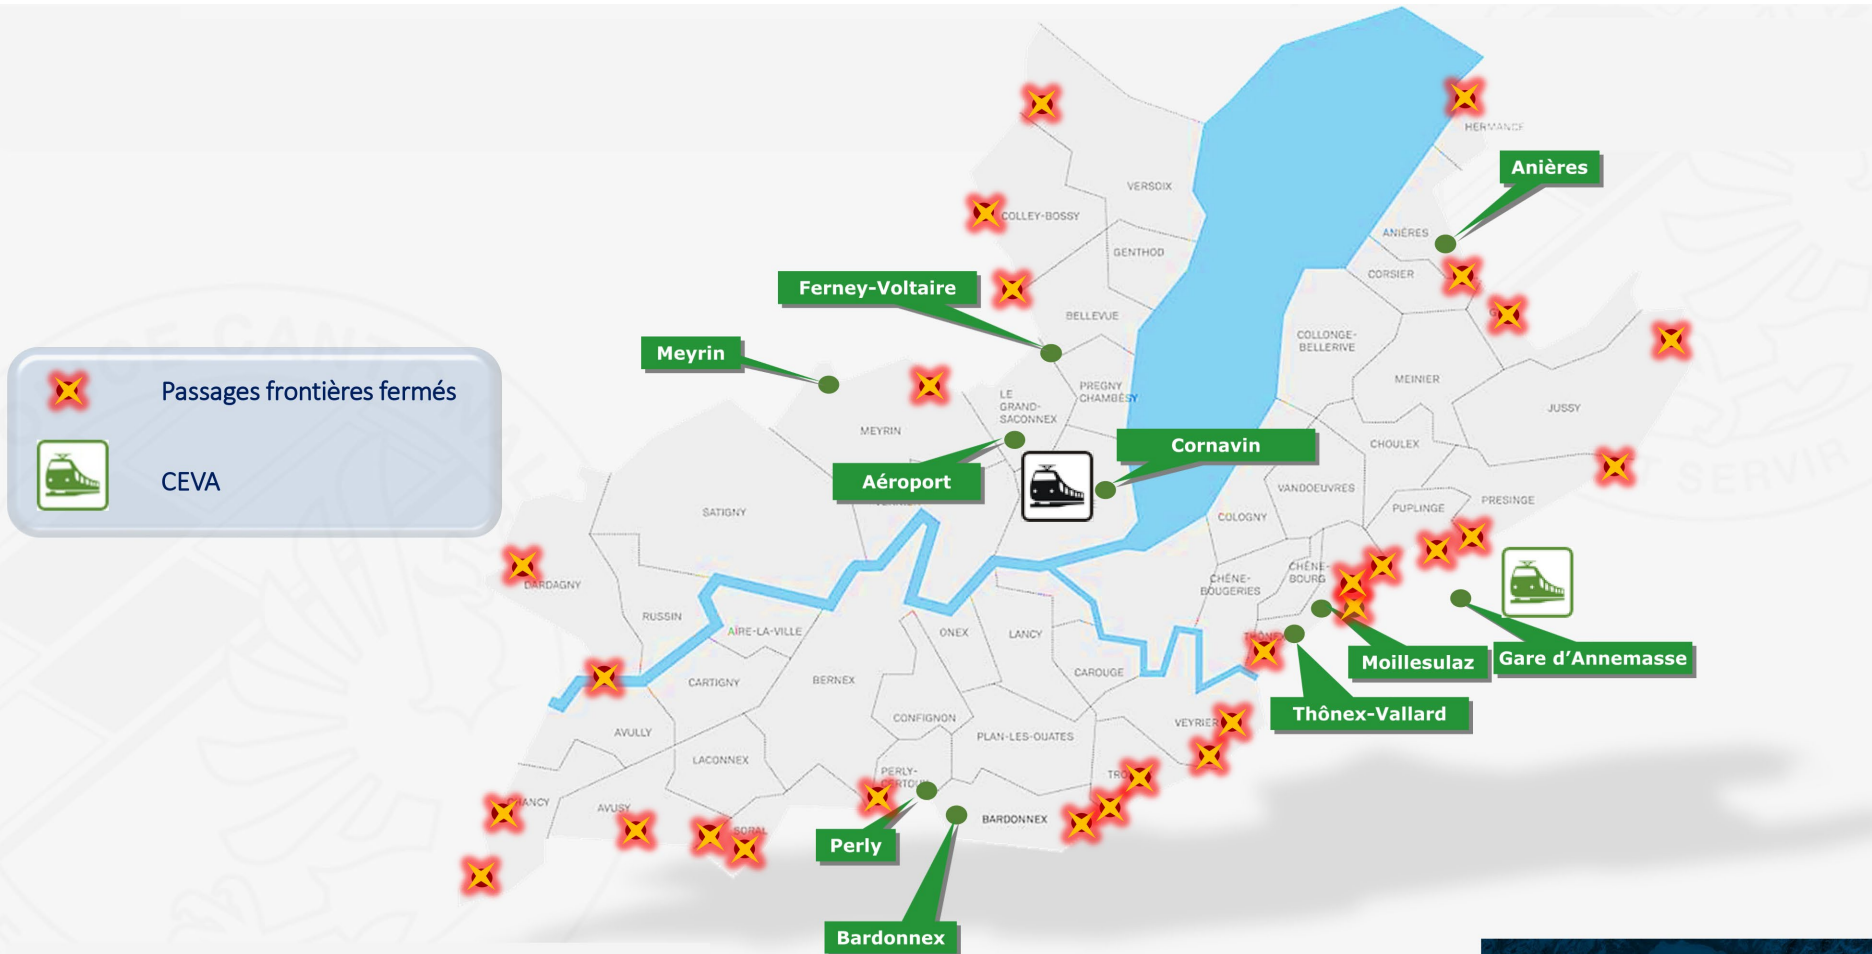 HERMANCE
Anières
VERSOIX
COLLEY-BOSSY
ANIÈRES
GENTHOD
CORSIER
Ferney-Voltaire
BELLEVUE
COLLONGE-
BELLERIVE
Meyrin
MEINIER
PREGNY
CHAMBÉSY
LE
GRAND-
SACONNEX
Passages frontières fermés
JUSSY
MEYRIN
CHOULEX
Cornavin
Aéroport
CEVA
VANDOEUVRES
PRESINGE
PUPLINGE
SATIGNY
COLOGNY
CHÊNE-
BOURG
CHÊNE-
BOUGERIES
DARDAGNY
RUSSIN
AIRE-LA-VILLE
ONEX
LANCY
Moillesulaz
Gare d’Annemasse
CAROUGE
BERNEX
CARTIGNY
Thônex-Vallard
CONFIGNON
VEYRIER
AVULLY
PLAN-LES-OUATES
LACONNEX
PERLY-
CERTOUX
CHANCY
AVUSY
BARDONNEX
SORAL
Perly
Bardonnex